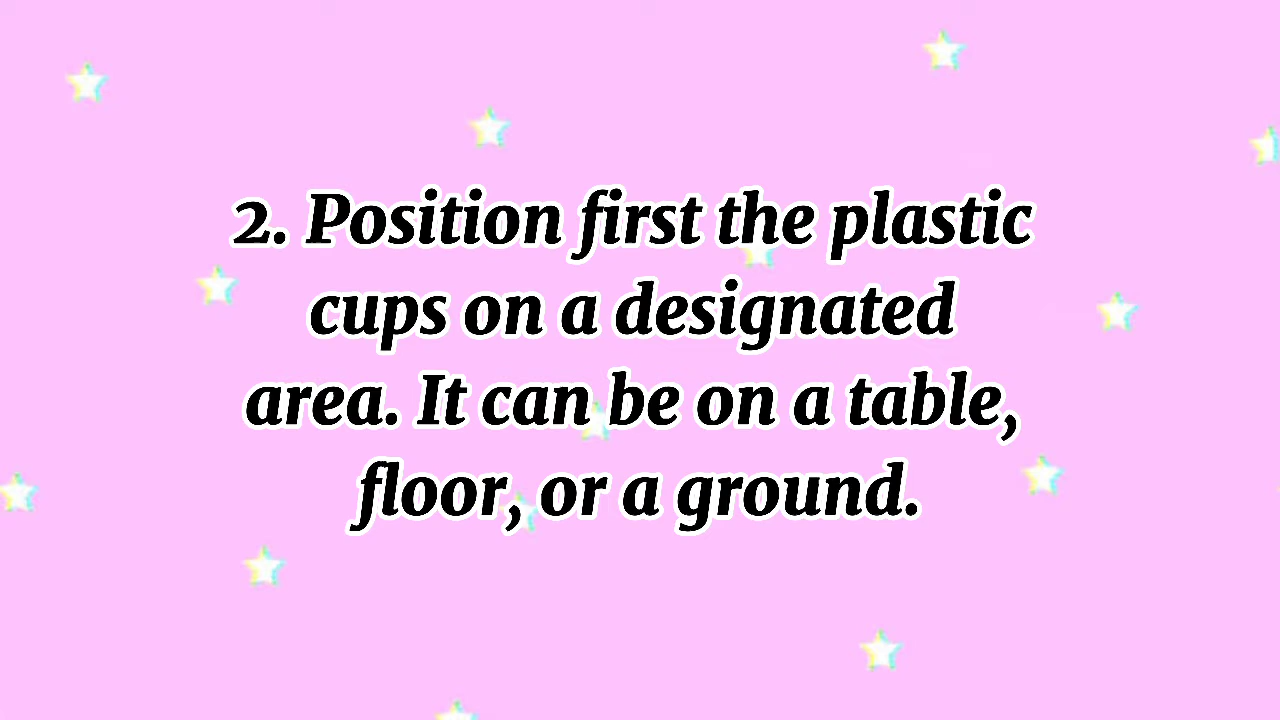 2. Position first the plastic
cups on a designated
area. It can be on a table,
floor, or a ground.